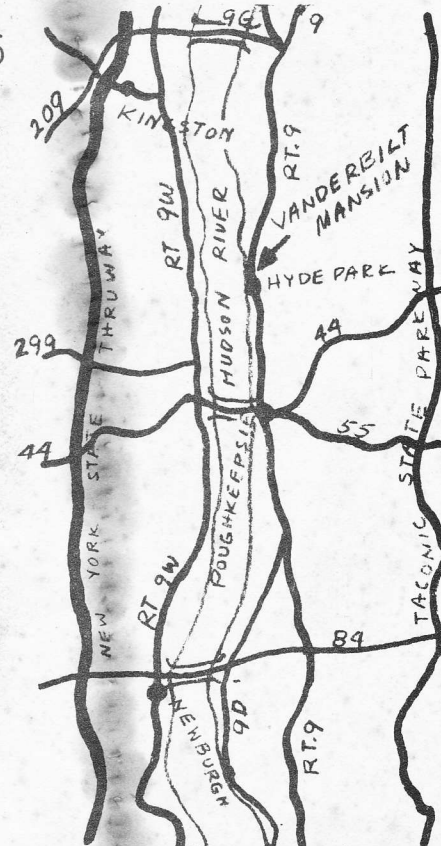 9G
9
209
KINGSTON
RT 9W
HUDSON RIVER
RT.9
VANDERBILT
MANSION
HYDE PARK
NEW YORK STATE THRUWAY
299
44
44
55
TACONIC STATE PARKWAY
POUGHKEEPSIE
RT 9W
84
NEWBURGH
9D
RT.9